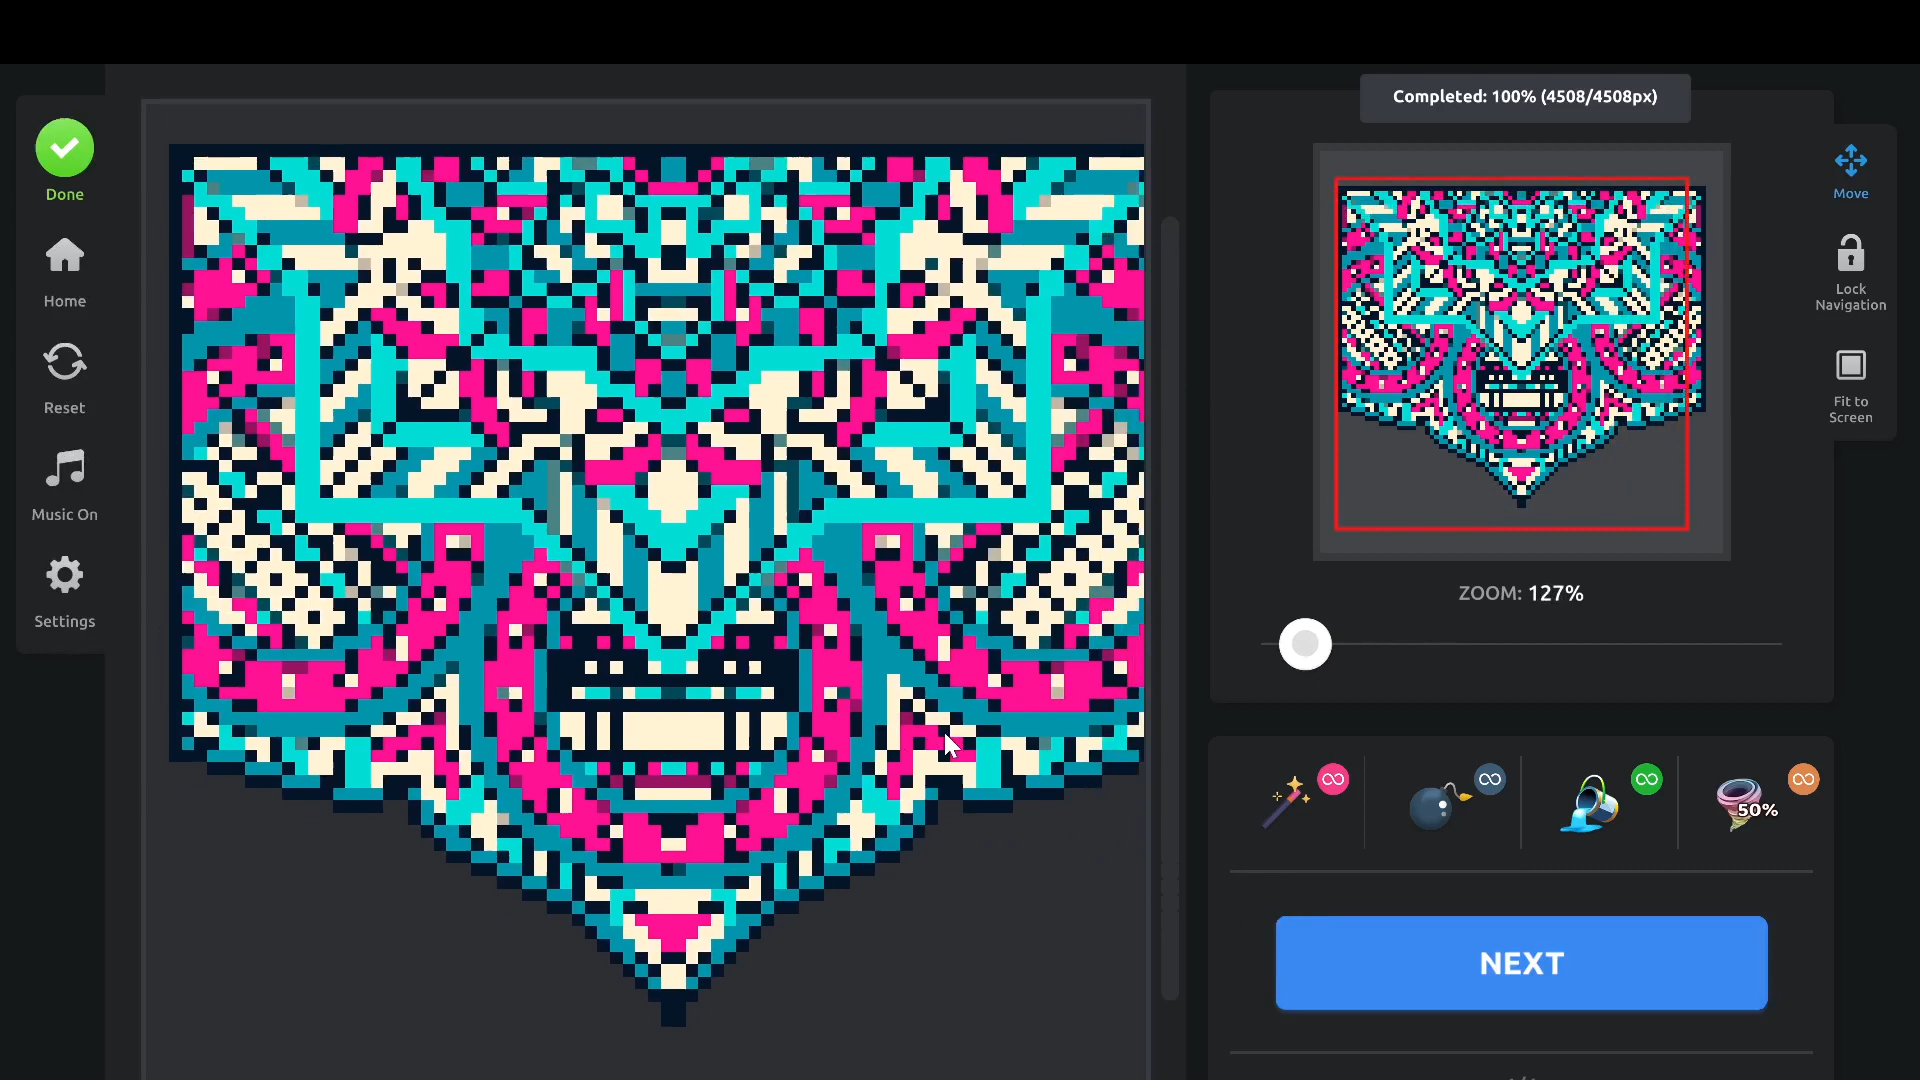 Completed: 100% (4508/4508px)
Done
Home
Reset
Music On
Settings
Move
Lock
Navigation
Fit to
Screen
ZOOM: 127%
50%
NEXT